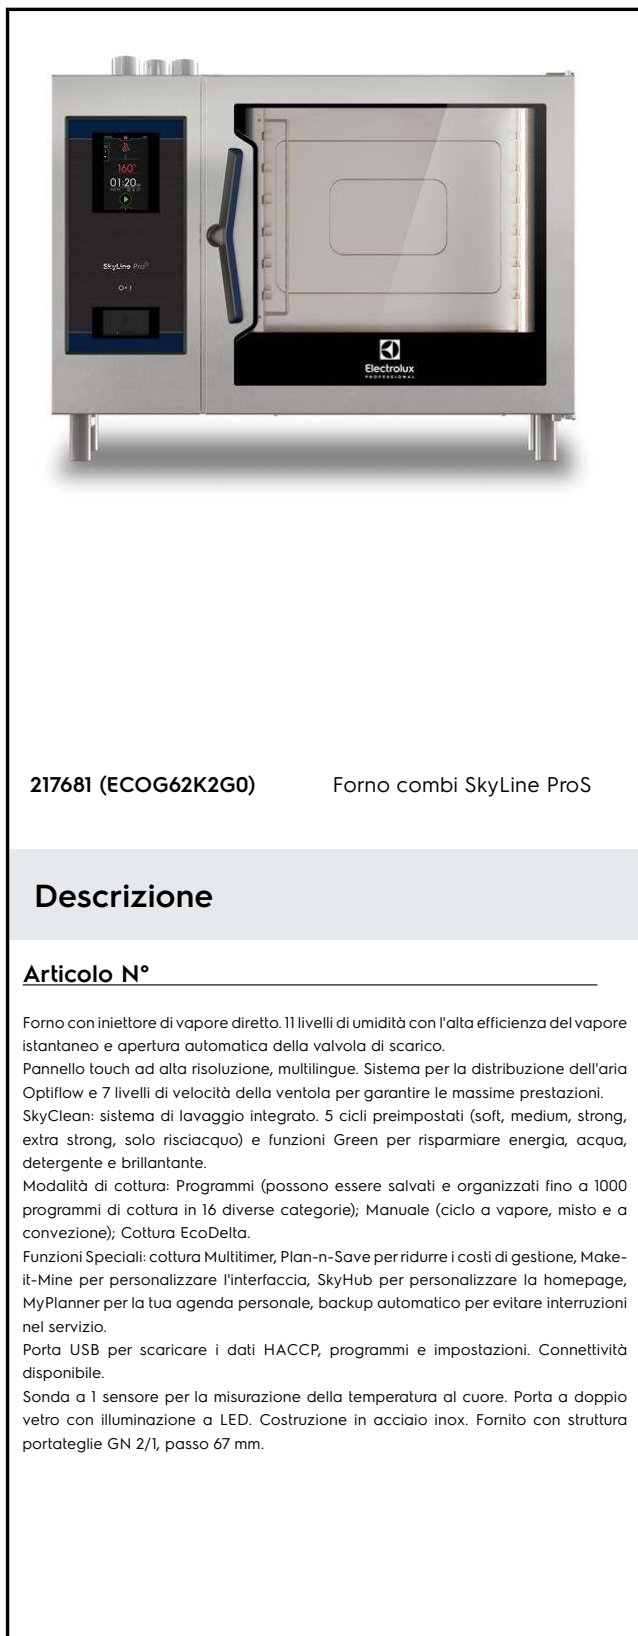 160°
01:20
SkyLine ProS
Electrolux
PROFESSIONAL
217681 (ECOG62K2G0)
Forno combi SkyLine ProS
Descrizione
Articolo N°
Forno con iniettore di vapore diretto. 11 livelli di umidità con l'alta efficienza del vapore
istantaneo e apertura automatica della valvola di scarico.
Pannello touch ad alta risoluzione, multilingue. Sistema per la distribuzione dell'aria
Optiflow e 7 livelli di velocità della ventola per garantire le massime prestazioni.
SkyClean: sistema di lavaggio integrato. 5 cicli preimpostati (soft, medium, strong,
extra strong, solo risciacquo) e funzioni Green per risparmiare energia, acqua,
detergente e brillantante.
Modalità di cottura: Programmi (possono essere salvati e organizzati fino a 1000
programmi di cottura in 16 diverse categorie); Manuale (ciclo a vapore, misto e a
convezione); Cottura EcoDelta.
Funzioni Speciali: cottura Multitimer, Plan-n-Save per ridurre i costi di gestione, Make-
it-Mine per personalizzare l'interfaccia, SkyHub per personalizzare la homepage,
MyPlanner per la tua agenda personale, backup automatico per evitare interruzioni
nel servizio.
Porta USB per scaricare i dati HACCP, programmi e impostazioni. Connettività
disponibile.
Sonda a 1 sensore per la misurazione della temperatura al cuore. Porta a doppio
vetro con illuminazione a LED. Costruzione in acciaio inox. Fornito con struttura
portateglie GN 2/1, passo 67 mm.